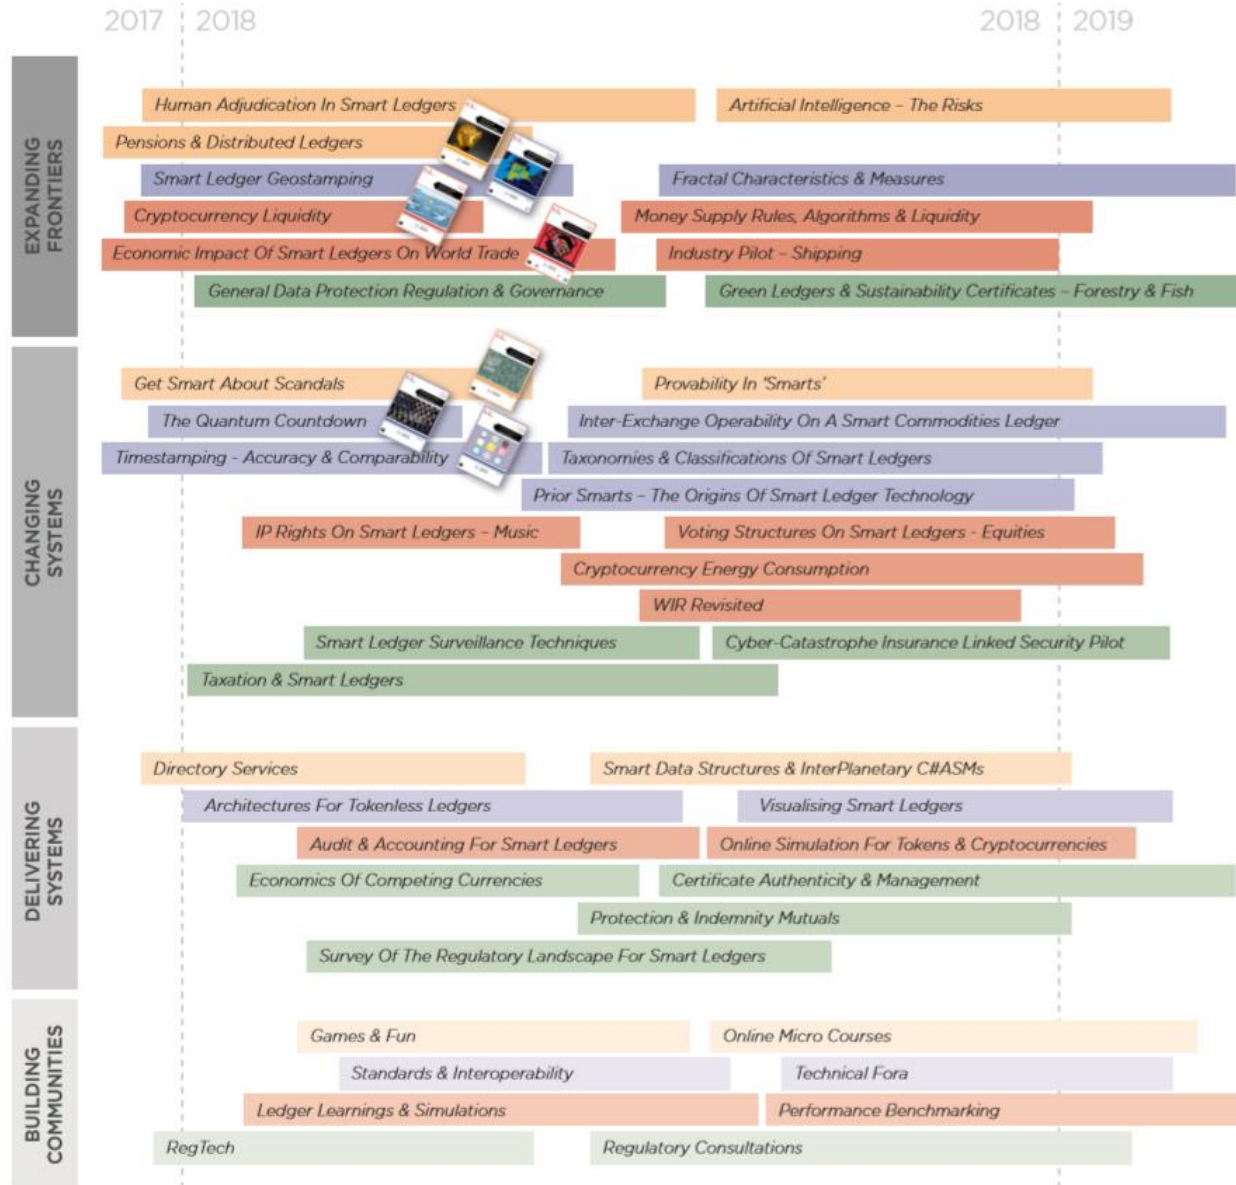 2017 2018 2018 2019
EXPANDING
FRONTIERS
Human Adjudication In Smart Ledgers
Artificial Intelligence – The Risks
Pensions & Distributed Ledgers
Smart Ledger Geostamping
Fractal Characteristics & Measures
Cryptocurrency Liquidity
Money Supply Rules, Algorithms & Liquidity
Economic Impact Of Smart Ledgers On World Trade
Industry Pilot – Shipping
General Data Protection Regulation & Governance
Green Ledgers & Sustainability Certificates – Forestry & Fish
CHANGING
SYSTEMS
Get Smart About Scandals
Provability In 'Smarts'
The Quantum Countdown
Inter-Exchange Operability On A Smart Commodities Ledger
Timestamping - Accuracy & Comparability
Taxonomies & Classifications Of Smart Ledgers
Prior Smarts – The Origins Of Smart Ledger Technology
IP Rights On Smart Ledgers – Music
Voting Structures On Smart Ledgers - Equities
Cryptocurrency Energy Consumption
WIR Revisited
Smart Ledger Surveillance Techniques
Cyber-Catastrophe Insurance Linked Security Pilot
Taxation & Smart Ledgers
DELIVERING
SYSTEMS
Directory Services
Smart Data Structures & InterPlanetary C#ASMs
Architectures For Tokenless Ledgers
Visualising Smart Ledgers
Audit & Accounting For Smart Ledgers
Online Simulation For Tokens & Cryptocurrencies
Economics Of Competing Currencies
Certificate Authenticity & Management
Protection & Indemnity Mutuals
Survey Of The Regulatory Landscape For Smart Ledgers
BUILDING
COMMUNITIES
Games & Fun
Online Micro Courses
Standards & Interoperability
Technical Fora
Ledger Learnings & Simulations
Performance Benchmarking
RegTech
Regulatory Consultations